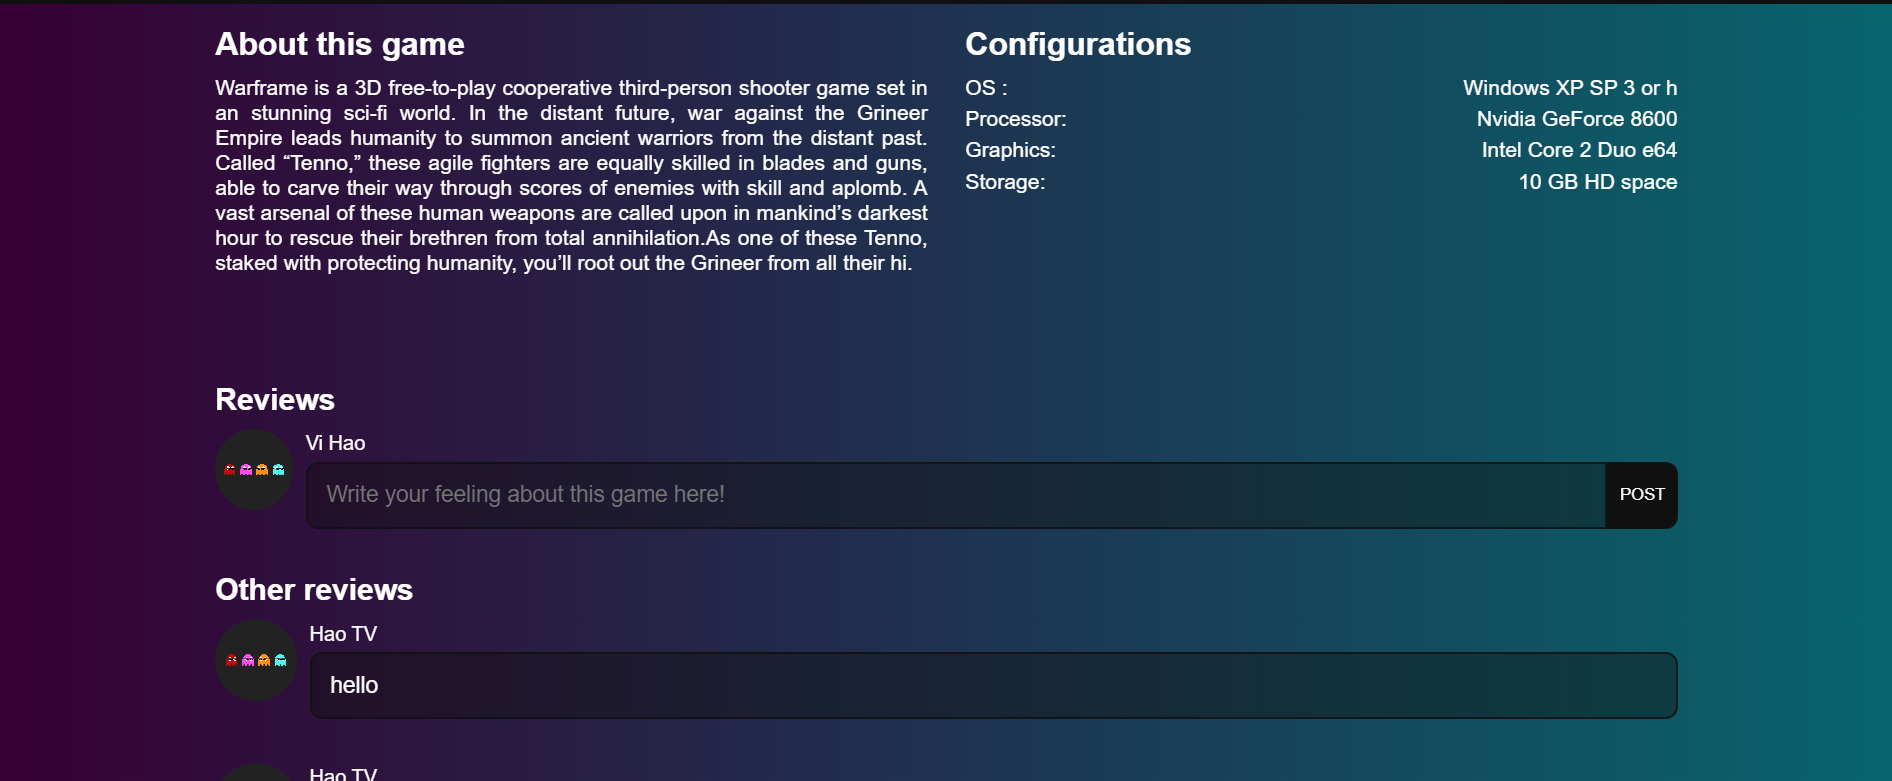 About this game
Warframe is a 3D free-to-play cooperative third-person shooter game set in
an stunning sci-fi world. In the distant future, war against the Grineer
Empire leads humanity to summon ancient warriors from the distant past.
Called “Tenno,” these agile fighters are equally skilled in blades and guns,
able to carve their way through scores of enemies with skill and aplomb. A
vast arsenal of these human weapons are called upon in mankind’s darkest
hour to rescue their brethren from total annihilation.As one of these Tenno,
staked with protecting humanity, you’ll root out the Grineer from all their hi.
Configurations
OS : Windows XP SP 3 or h
Processor: Nvidia GeForce 8600
Graphics: Intel Core 2 Duo e64
Storage: 10 GB HD space
Reviews
Vi Hao
Write your feeling about this game here!
POST
Other reviews
Hao TV
hello
Hao TV